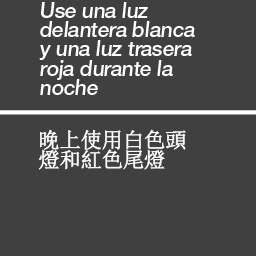 Use una luz
delantera blanca
y una luz trasera
roja durante la
noche
晚上使用白色頭
燈和紅色尾燈